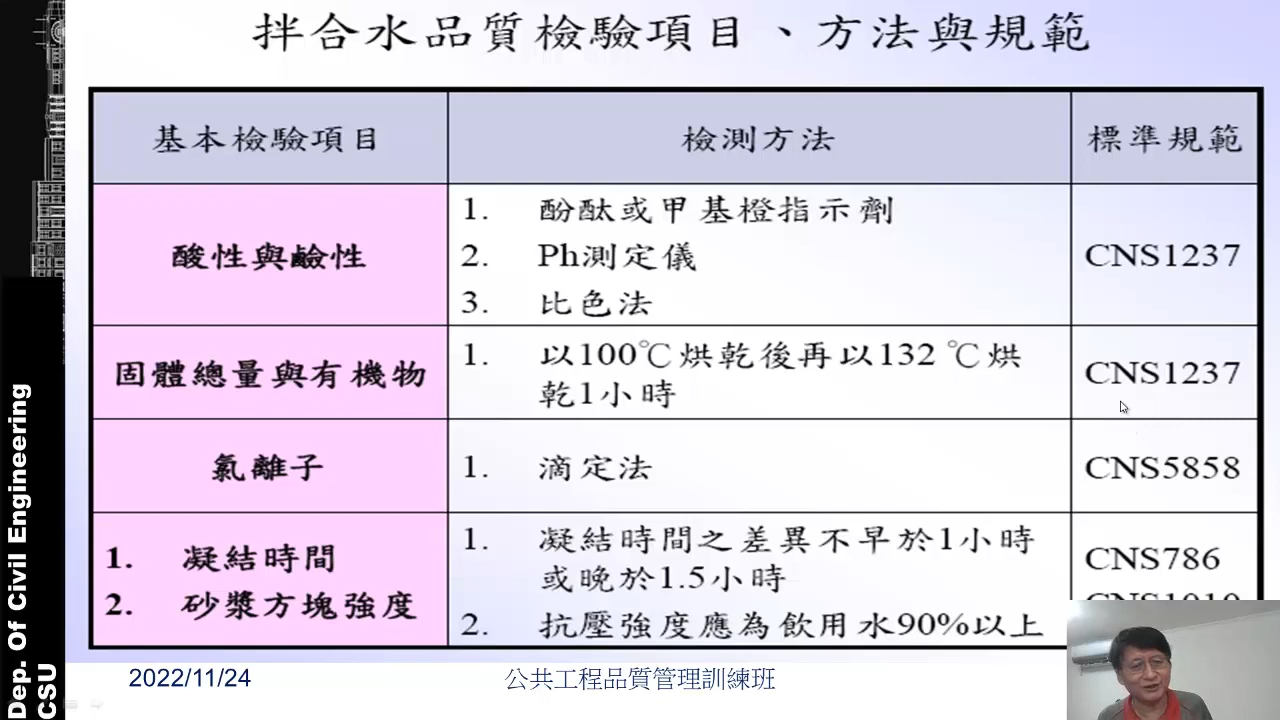 拌合水品質檢驗項目、方法與規範
基本檢驗項目
檢測方法
標準規範
酸性與鹼性
1. 酚酞或甲基橙指示劑
2. Ph測定儀
3. 比色法
CNS1237
固體總量與有機物
1. 以100℃烘乾後再以132 ℃烘
乾1小時
CNS1237
氯離子
1. 滴定法
CNS5858
1. 凝結時間
2. 砂漿方塊強度
1. 凝結時間之差異不早於1小時
或晚於1.5小時
2. 抗壓強度應為飲用水90%以上
CNS786
2022/11/24
公共工程品質管理訓練班
Dep. Of Civil Engineering
CSU